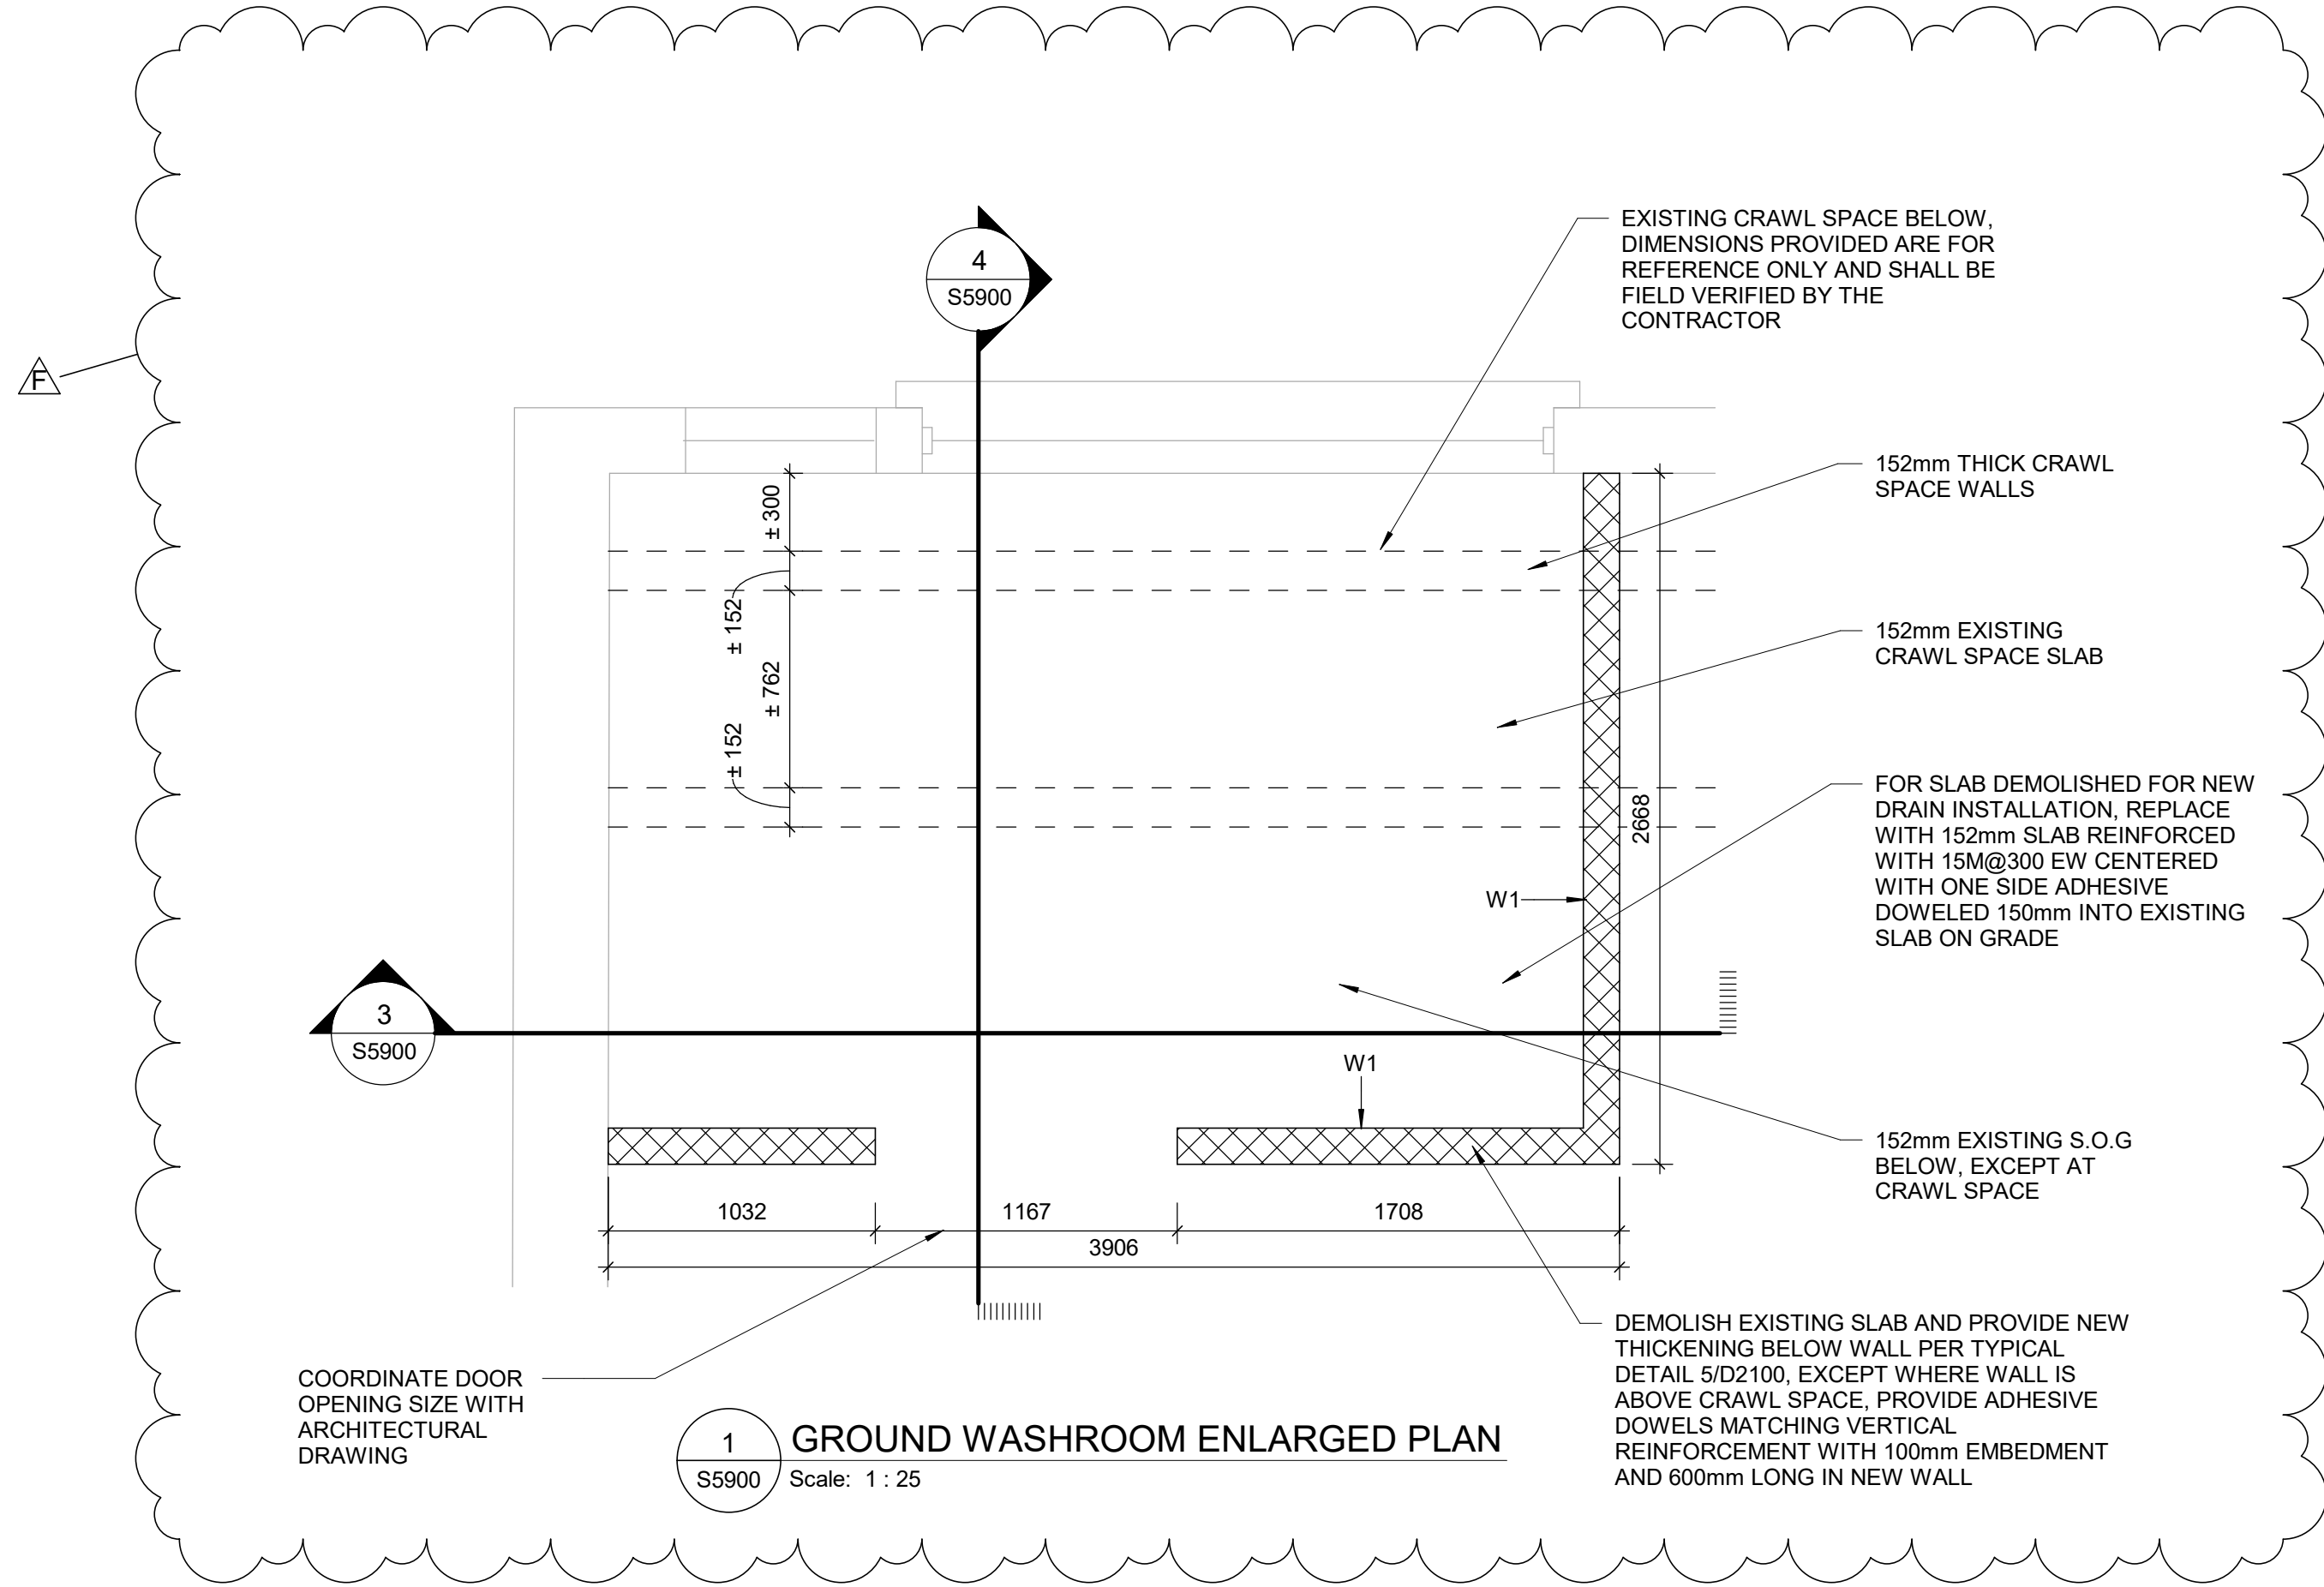 4
S5900
EXISTING CRAWL SPACE BELOW,
DIMENSIONS PROVIDED ARE FOR
REFERENCE ONLY AND SHALL BE
FIELD VERIFIED BY THE
CONTRACTOR
F
152mm THICK CRAWL
SPACE WALLS
± 300
± 152
± 762
± 152
152mm EXISTING
CRAWL SPACE SLAB
2668
FOR SLAB DEMOLISHED FOR NEW
DRAIN INSTALLATION, REPLACE
WITH 152mm SLAB REINFORCED
WITH 15M@300 EW CENTERED
WITH ONE SIDE ADHESIVE
DOWELED 150mm INTO EXISTING
SLAB ON GRADE
W1
3
S5900
W1
152mm EXISTING S.O.G
BELOW, EXCEPT AT
CRAWL SPACE
1032
1167
1708
3906
DEMOLISH EXISTING SLAB AND PROVIDE NEW
THICKENING BELOW WALL PER TYPICAL
DETAIL 5/D2100, EXCEPT WHERE WALL IS
ABOVE CRAWL SPACE, PROVIDE ADHESIVE
DOWELS MATCHING VERTICAL
REINFORCEMENT WITH 100mm EMBEDMENT
AND 600mm LONG IN NEW WALL
COORDINATE DOOR
OPENING SIZE WITH
ARCHITECTURAL
DRAWING
1
S5900
GROUND WASHROOM ENLARGED PLAN
Scale: 1 : 25